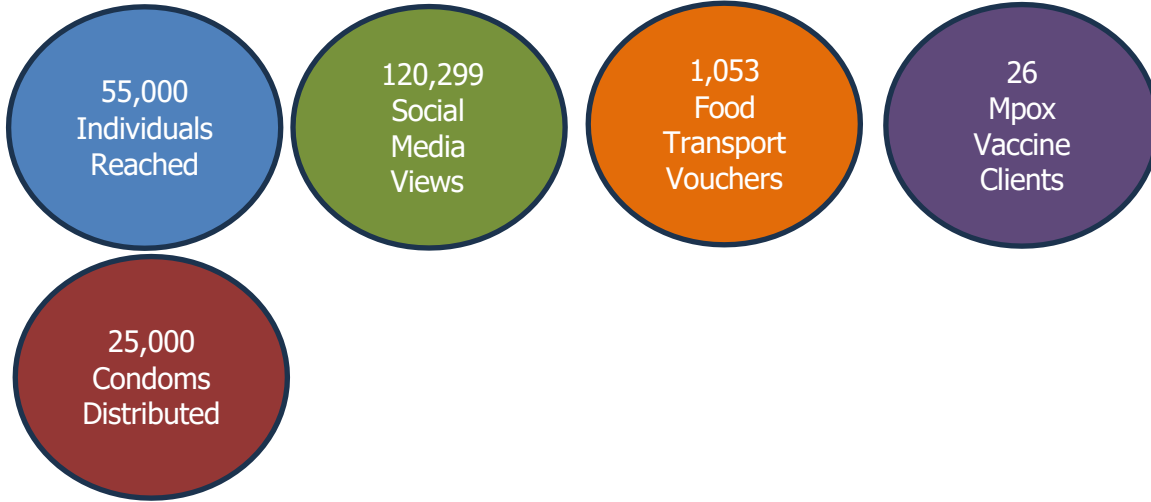 55,000
Individuals
Reached
120,299
Social
Media
Views
1,053
Food
Transport
Vouchers
26
Mpox
Vaccine
Clients
25,000
Condoms
Distributed